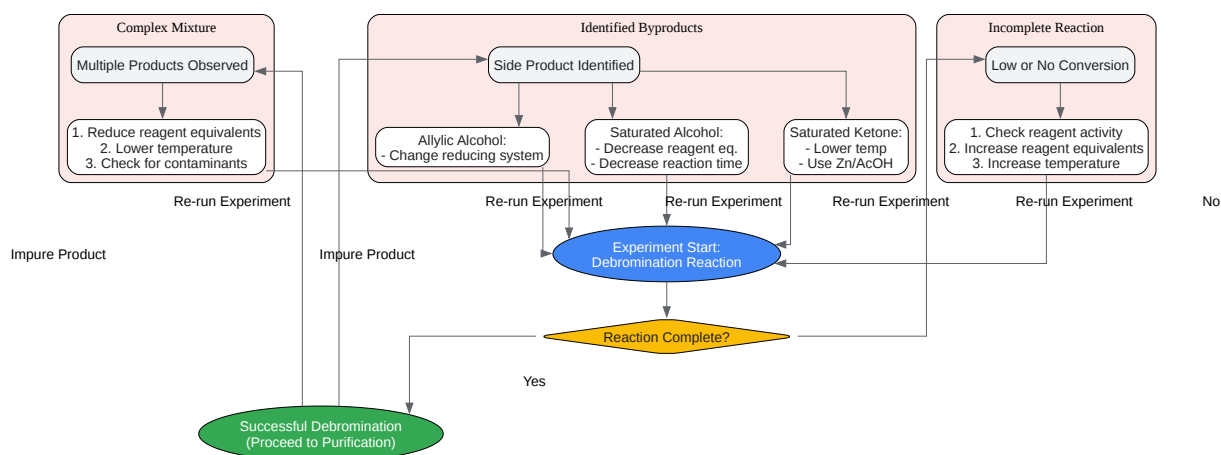 Complex Mixture
Multiple Products Observed
1. Reduce reagent equivalents
2. Lower temperature
3. Check for contaminants
Identified Byproducts
Side Product Identified
Allylic Alcohol:
- Change reducing system
Saturated Alcohol:
- Decrease reagent eq.
- Decrease reaction time
Saturated Ketone:
- Lower temp
- Use Zn/AcOH
Incomplete Reaction
Low or No Conversion
1. Check reagent activity
2. Increase reagent equivalents
3. Increase temperature
Re-run Experiment
Re-run Experiment
Re-run Experiment
Re-run Experiment
Re-run Experiment
No
Impure Product
Impure Product
Experiment Start:
Debromination Reaction
Reaction Complete?
Yes
Successful Debromination
(Proceed to Purification)